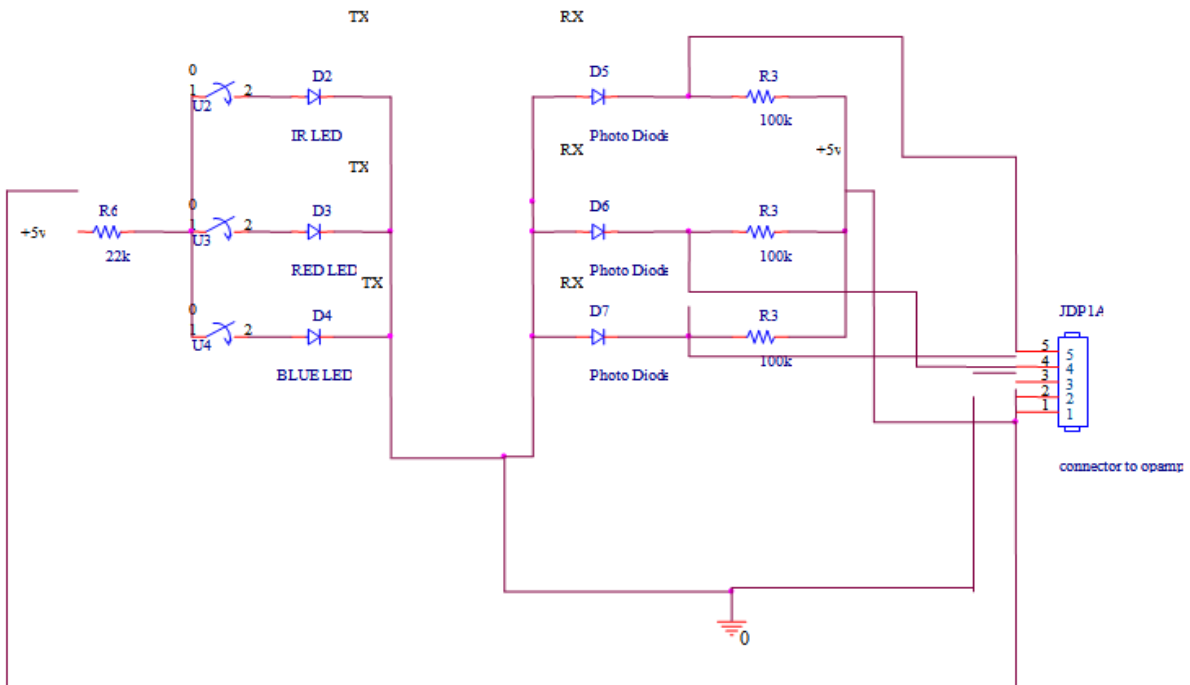 TX
RX
0
1
U2
2
D2
IR LED
D5
Photo Diode
R3
100k
TX
RX
+5v
+5v
R6
22k
0
1
U3
2
D3
RED LED
D6
Photo Diode
R3
100k
TX
RX
0
1
U4
2
D4
BLUE LED
D7
Photo Diode
R3
100k
JDP1A
5
4
3
2
1
5
4
3
2
1
connector to opamp
0